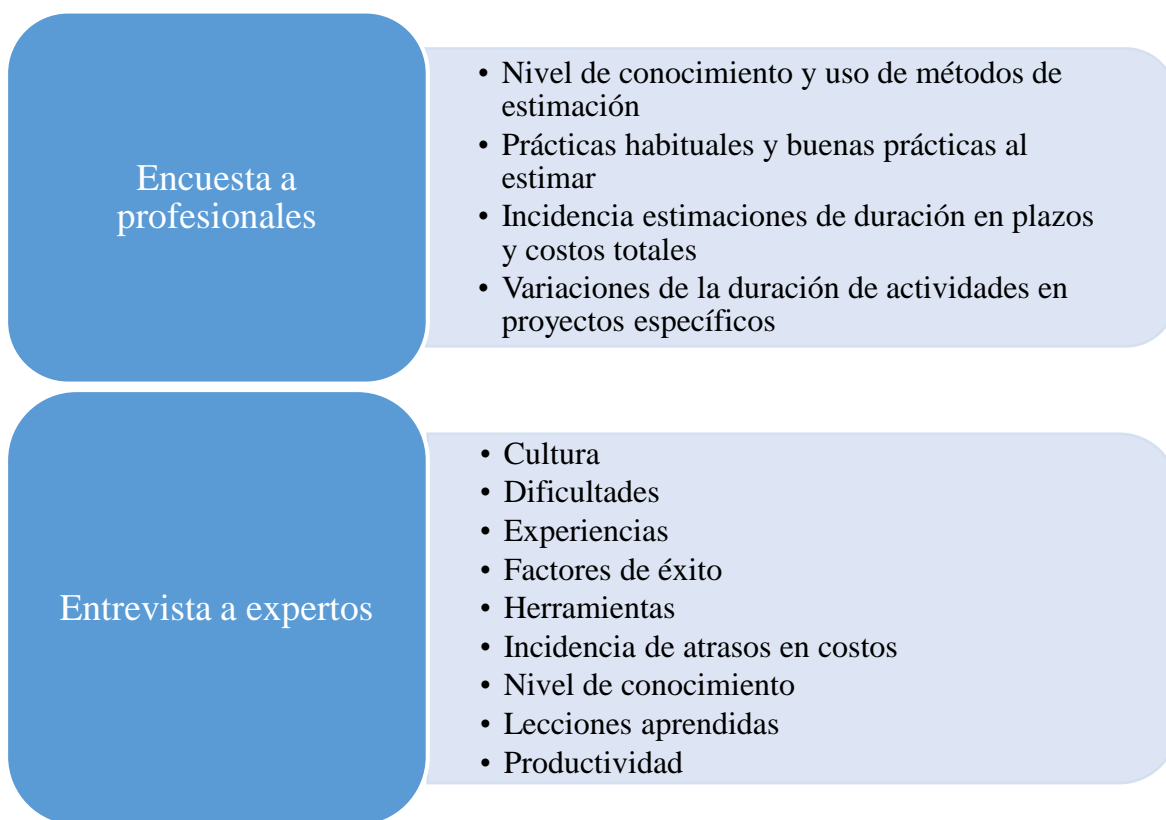 Encuesta a
profesionales
• Nivel de conocimiento y uso de métodos de
estimación
• Prácticas habituales y buenas prácticas al
estimar
• Incidencia estimaciones de duración en plazos
y costos totales
• Variaciones de la duración de actividades en
proyectos específicos
Entrevista a expertos
• Cultura
• Dificultades
• Experiencias
• Factores de éxito
• Herramientas
• Incidencia de atrasos en costos
• Nivel de conocimiento
• Lecciones aprendidas
• Productividad